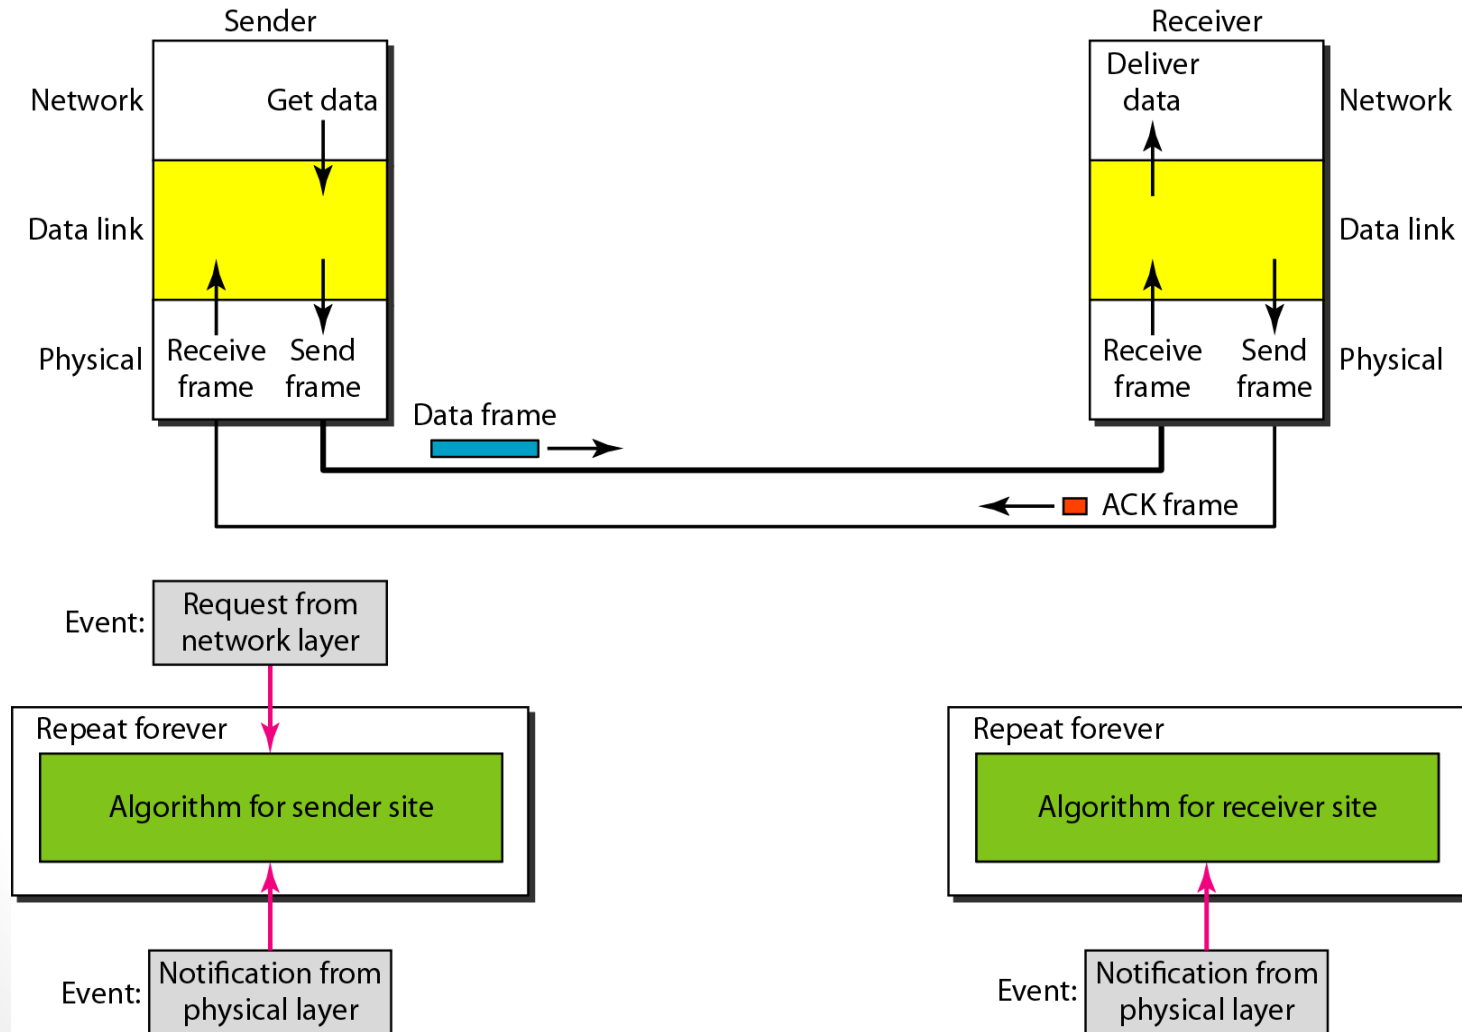 Sender
Receiver
Network
Get data
Deliver
data
Network
Data link
Data link
Physical
Receive
frame
Send
frame
Receive
frame
Send
frame
Physical
Data frame
ACK frame
Event:
Request from
network layer
Repeat forever
Algorithm for sender site
Repeat forever
Algorithm for receiver site
Event:
Notification from
physical layer
Event:
Notification from
physical layer